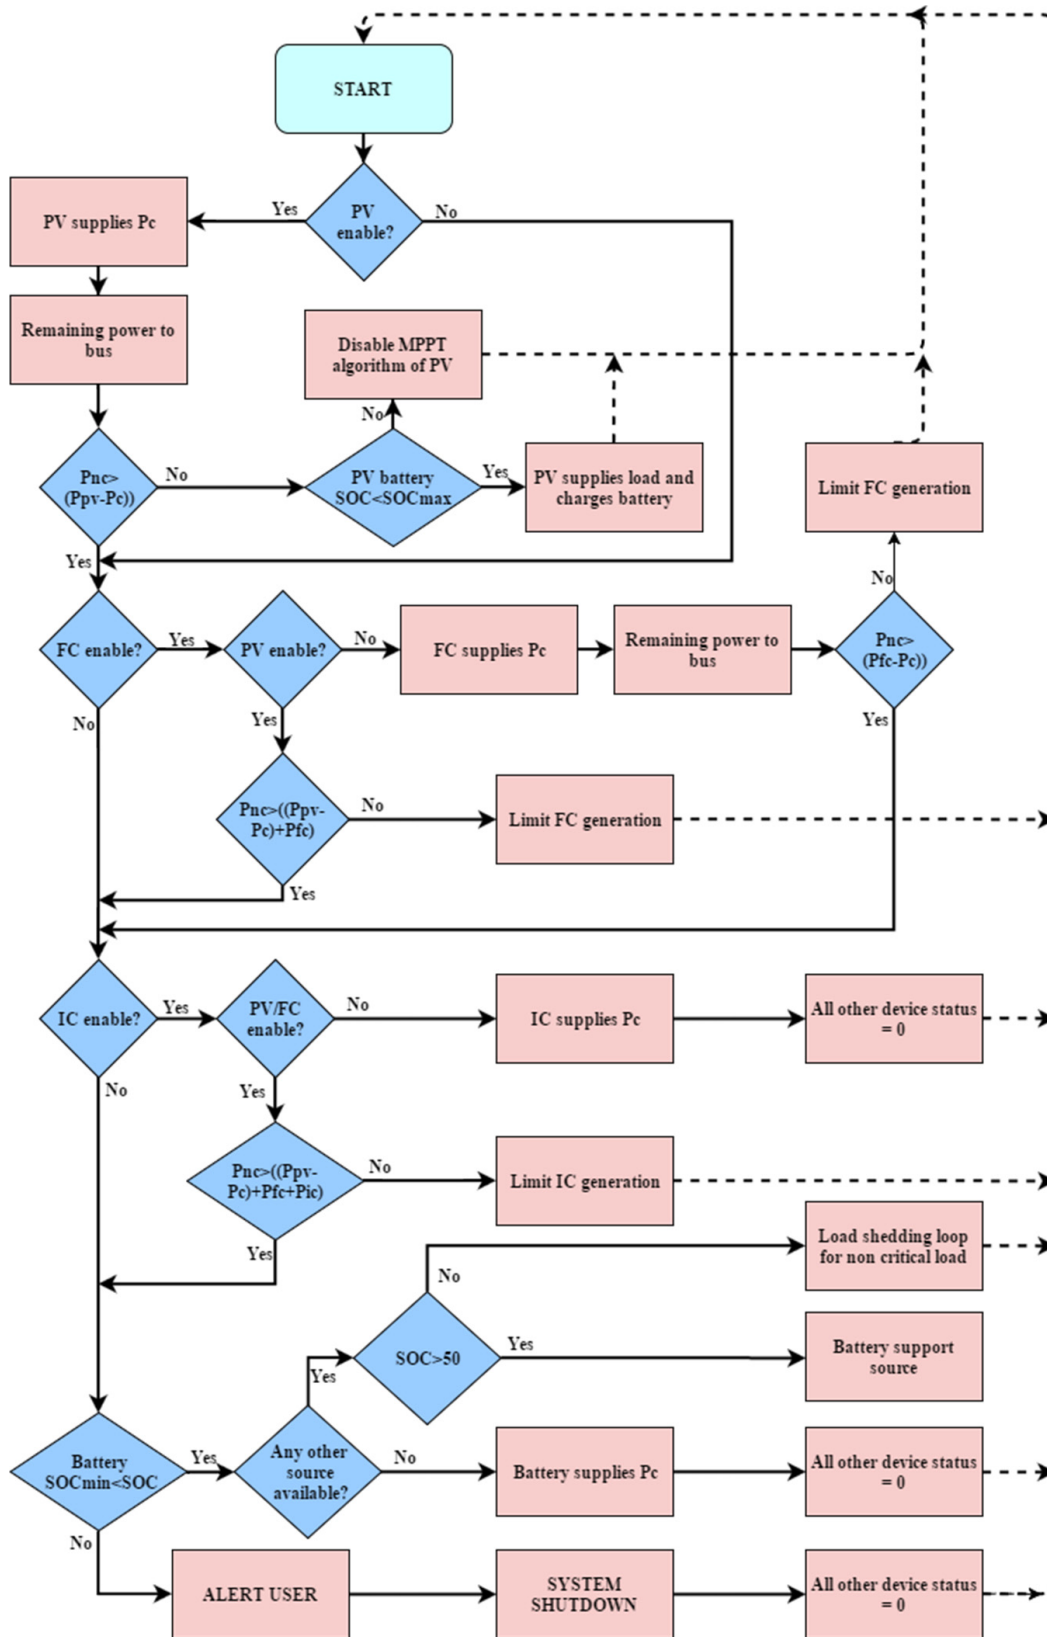 START
PV
enable?
Yes
No
PV supplies Pc
Remaining power to
bus
Disable MPPT
algorithm of PV
No
Pnc>
(Ppv-Pc))
No
PV battery
SOC<SOCmax
Yes
PV supplies load and
charges battery
Limit FC generation
Yes
No
FC enable?
Yes
PV enable?
No
FC supplies Pc
Remaining power to
bus
Pnc>
(Pfc-Pc))
No
Yes
Yes
Pnc>((Ppv-
Pc)+Pfc)
No
Limit FC generation
Yes
IC enable?
Yes
PV/FC
enable?
No
IC supplies Pc
All other device status
= 0
No
Yes
Pnc>((Ppv-
Pc)+Pfc+Pic)
No
Limit IC generation
Yes
Load shedding loop
for non critical load
No
SOC>50
Yes
Battery support
source
Yes
Battery
SOCmin<SOC
Yes
Any other
source
available?
No
Battery supplies Pc
All other device status
= 0
No
ALERT USER
SYSTEM
SHUTDOWN
All other device status
= 0